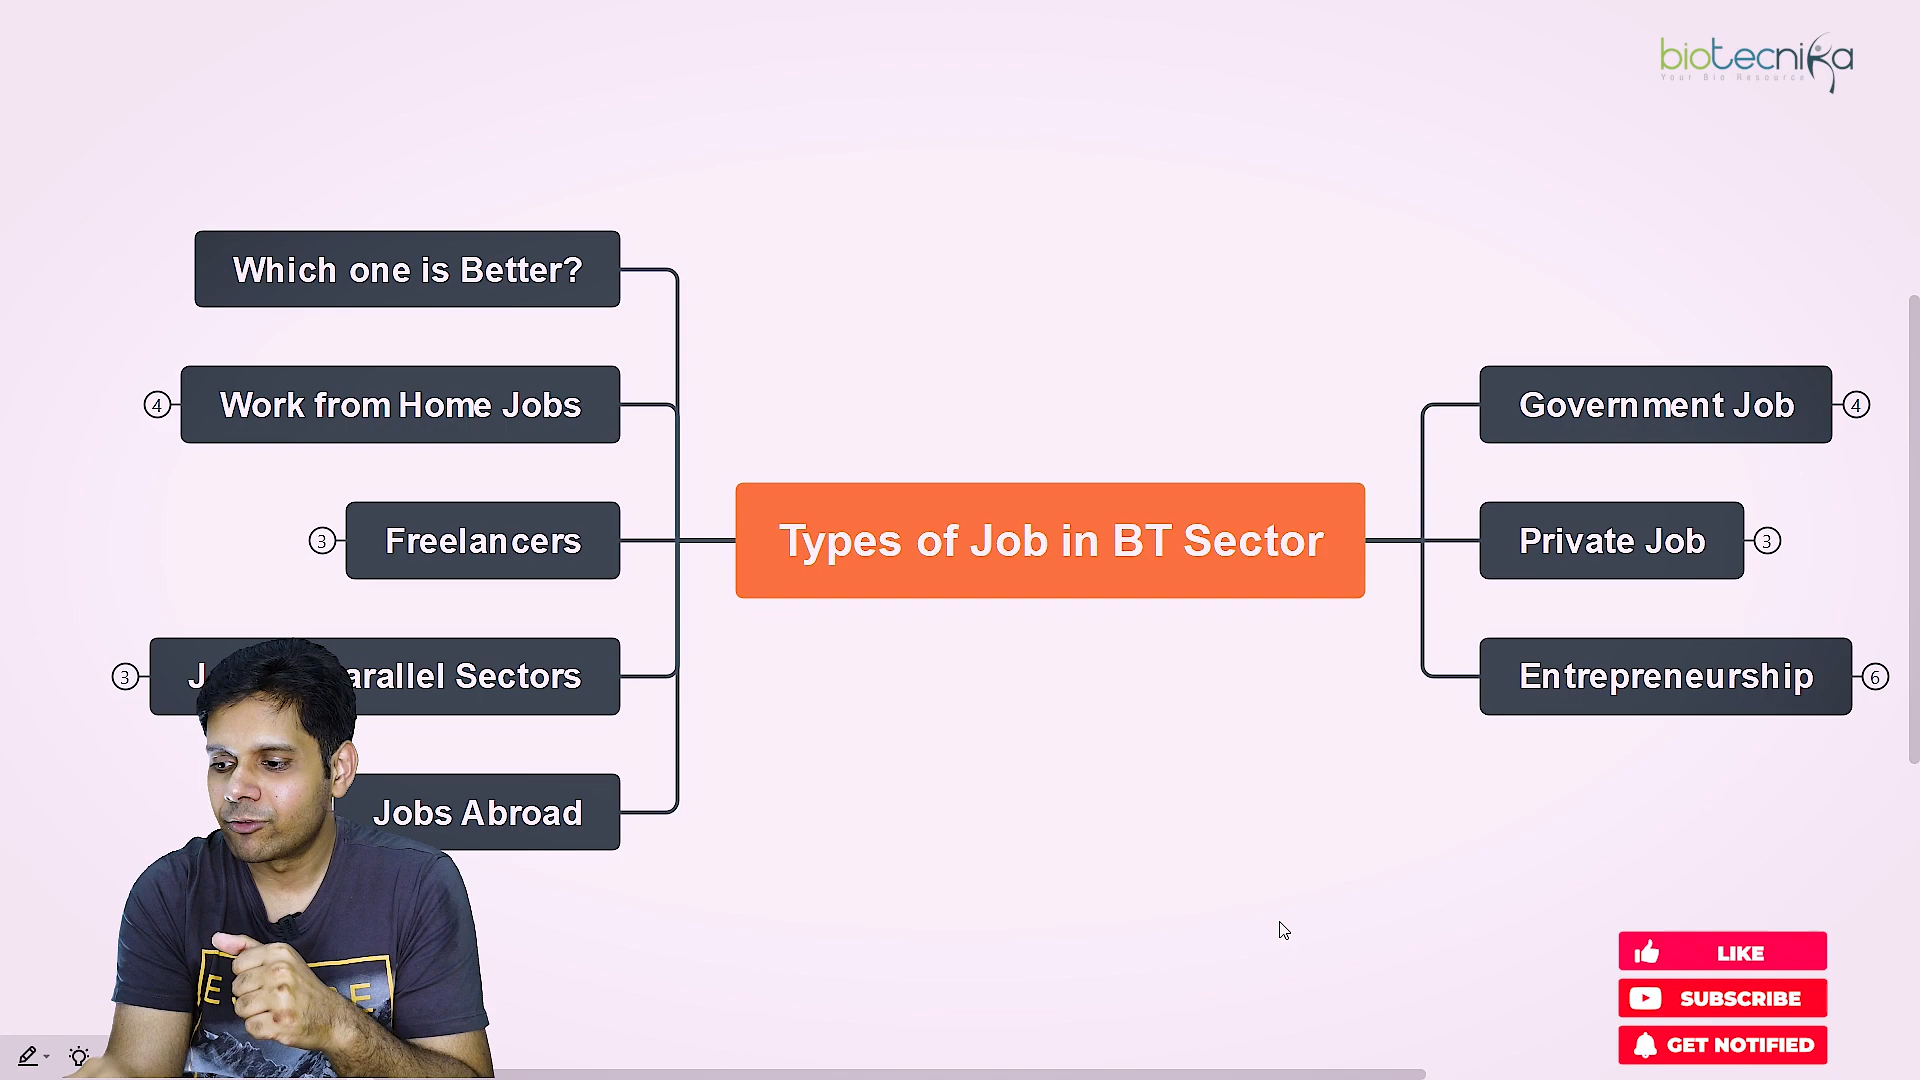 biotecnika
Your Bio Resource
Which one is Better?
4 Work from Home Jobs
3 Freelancers
3 arallel Sectors
Jobs Abroad
Types of Job in BT Sector
Government Job 4
Private Job 3
Entrepreneurship 6
LIKE
SUBSCRIBE
GET NOTIFIED